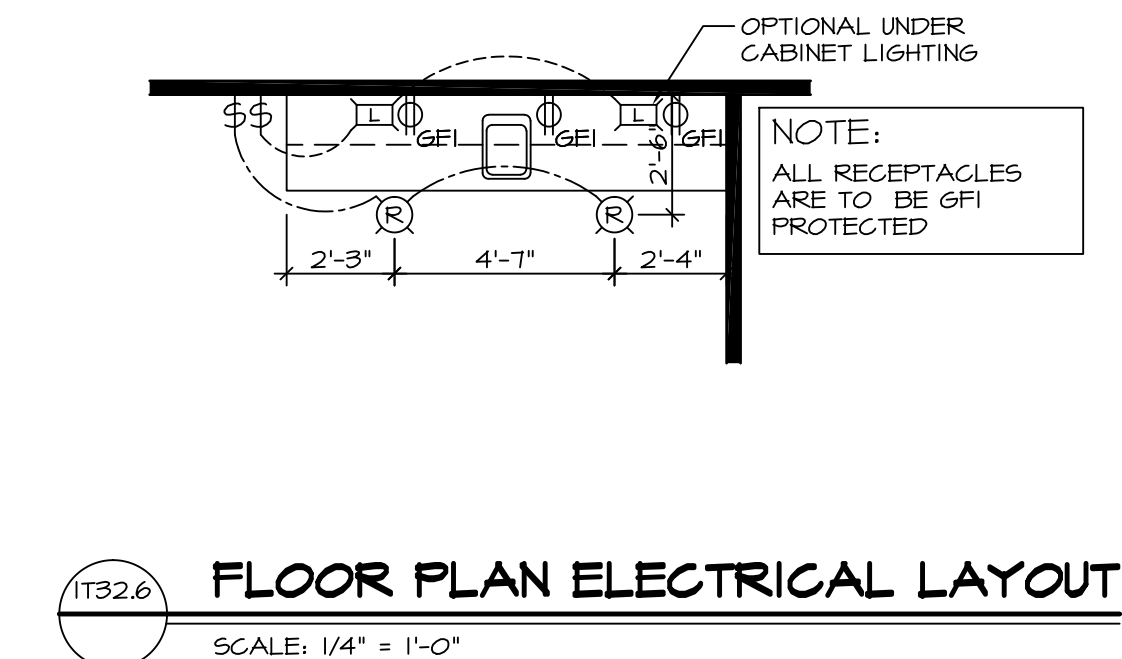 OPTIONAL UNDER
CABINET LIGHTING
S S
L
L
GFI
GFI
GFI
2'-6"
NOTE:
ALL RECEPTACLES
ARE TO BE GFI
PROTECTED
R
R
2'-3"
4'-7"
2'-4"
IT32.6
FLOOR PLAN ELECTRICAL LAYOUT
SCALE: 1/4" = 1'-0"